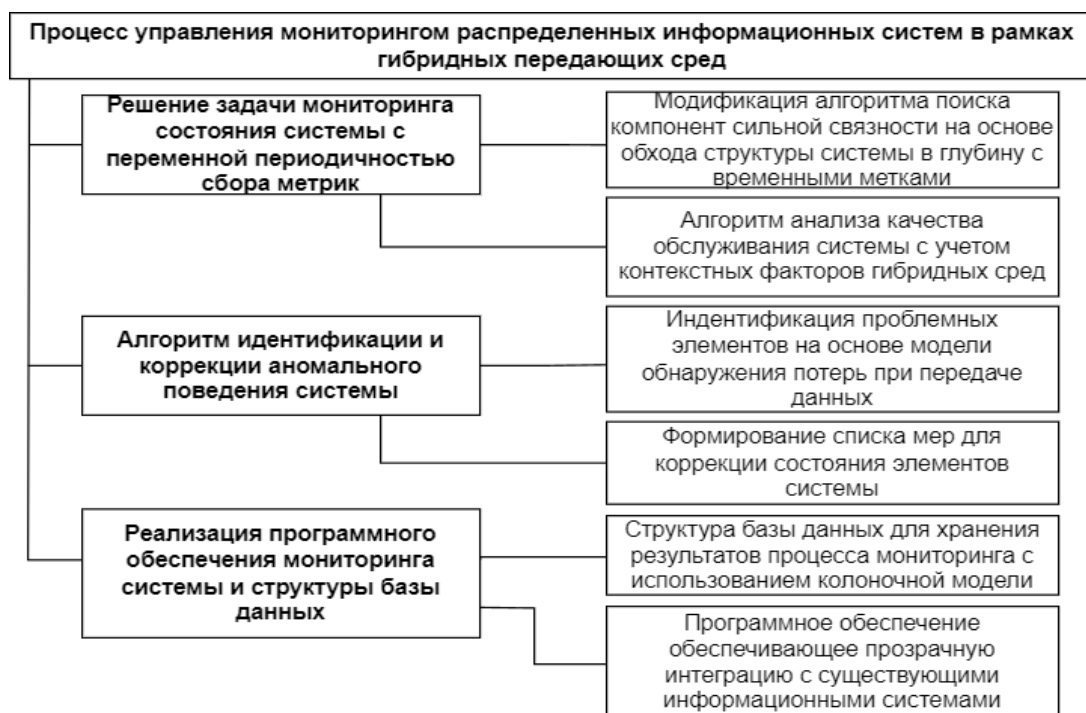 Процесс управления мониторингом распределенных информационных систем в рамках
гибридных передающих сред
Решение задачи мониторинга
состояния системы с
переменной периодичностью
сбора метрик
Модификация алгоритма поиска
компонент сильной связности на основе
обхода структуры системы в глубину с
временными метками
Алгоритм анализа качества
обслуживания системы с учетом
контекстных факторов гибридных сред
Алгоритм идентификации и
коррекции аномального
поведения системы
Индентификация проблемных
элементов на основе модели
обнаружения потерь при передаче
данных
Формирование списка мер для
коррекции состояния элементов
системы
Реализация программного
обеспечения мониторинга
системы и структуры базы
данных
Структура базы данных для хранения
результатов процесса мониторинга с
использованием колоночной модели
Программное обеспечение
обеспечивающее прозрачную
интеграцию с существующими
информационными системами